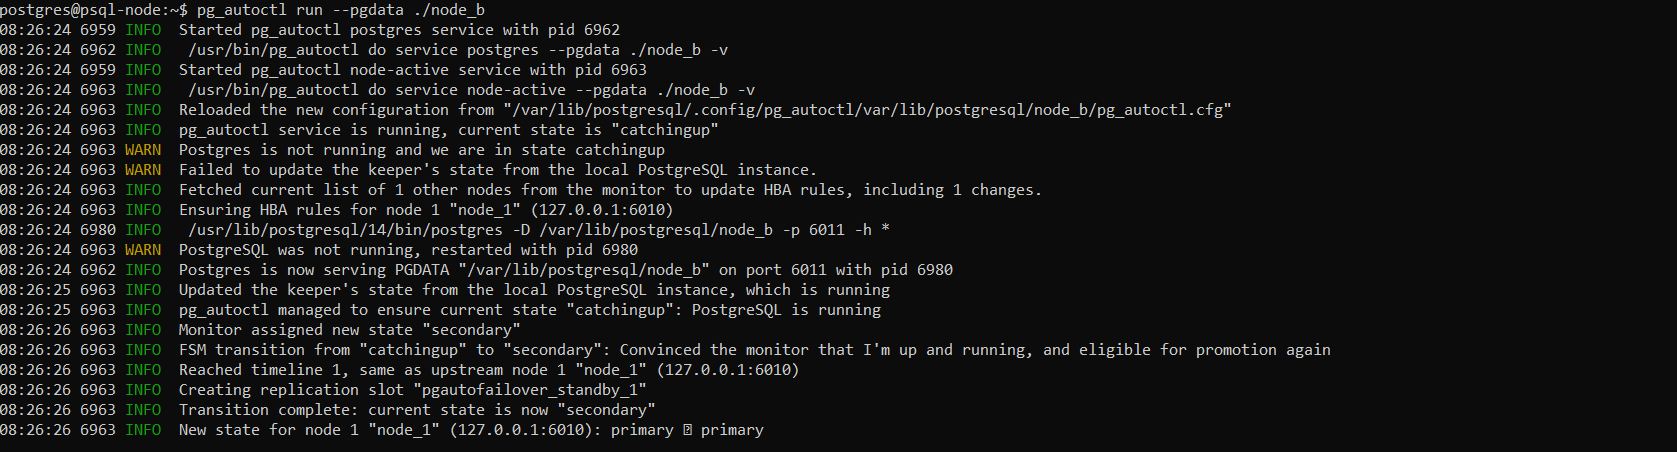 postgres@psql-node:~$ pg_autoctl run --pgdata ./node_b
08:26:24 6959 INFO  Started pg_autoctl postgres service with pid 6962
08:26:24 6962 INFO   /usr/bin/pg_autoctl do service postgres --pgdata ./node_b -v
08:26:24 6959 INFO  Started pg_autoctl node-active service with pid 6963
08:26:24 6963 INFO   /usr/bin/pg_autoctl do service node-active --pgdata ./node_b -v
08:26:24 6963 INFO  Reloaded the new configuration from "/var/lib/postgresql/.config/pg_autoctl/var/lib/postgresql/node_b/pg_autoctl.cfg"
08:26:24 6963 INFO  pg_autoctl service is running, current state is "catchingup"
08:26:24 6963 WARN  Postgres is not running and we are in state catchingup
08:26:24 6963 WARN  Failed to update the keeper's state from the local PostgreSQL instance.
08:26:24 6963 INFO  Fetched current list of 1 other nodes from the monitor to update HBA rules, including 1 changes.
08:26:24 6963 INFO  Ensuring HBA rules for node 1 "node_1" (127.0.0.1:6010)
08:26:24 6980 INFO   /usr/lib/postgresql/14/bin/postgres -D /var/lib/postgresql/node_b -p 6011 -h *
08:26:24 6963 WARN  PostgreSQL was not running, restarted with pid 6980
08:26:24 6962 INFO  Postgres is now serving PGDATA "/var/lib/postgresql/node_b" on port 6011 with pid 6980
08:26:25 6963 INFO  Updated the keeper's state from the local PostgreSQL instance, which is running
08:26:25 6963 INFO  pg_autoctl managed to ensure current state "catchingup": PostgreSQL is running
08:26:26 6963 INFO  Monitor assigned new state "secondary"
08:26:26 6963 INFO  FSM transition from "catchingup" to "secondary": Convinced the monitor that I'm up and running, and eligible for promotion again
08:26:26 6963 INFO  Reached timeline 1, same as upstream node 1 "node_1" (127.0.0.1:6010)
08:26:26 6963 INFO  Creating replication slot "pgautofailover_standby_1"
08:26:26 6963 INFO  Transition complete: current state is now "secondary"
08:26:26 6963 INFO  New state for node 1 "node_1" (127.0.0.1:6010): primary primary